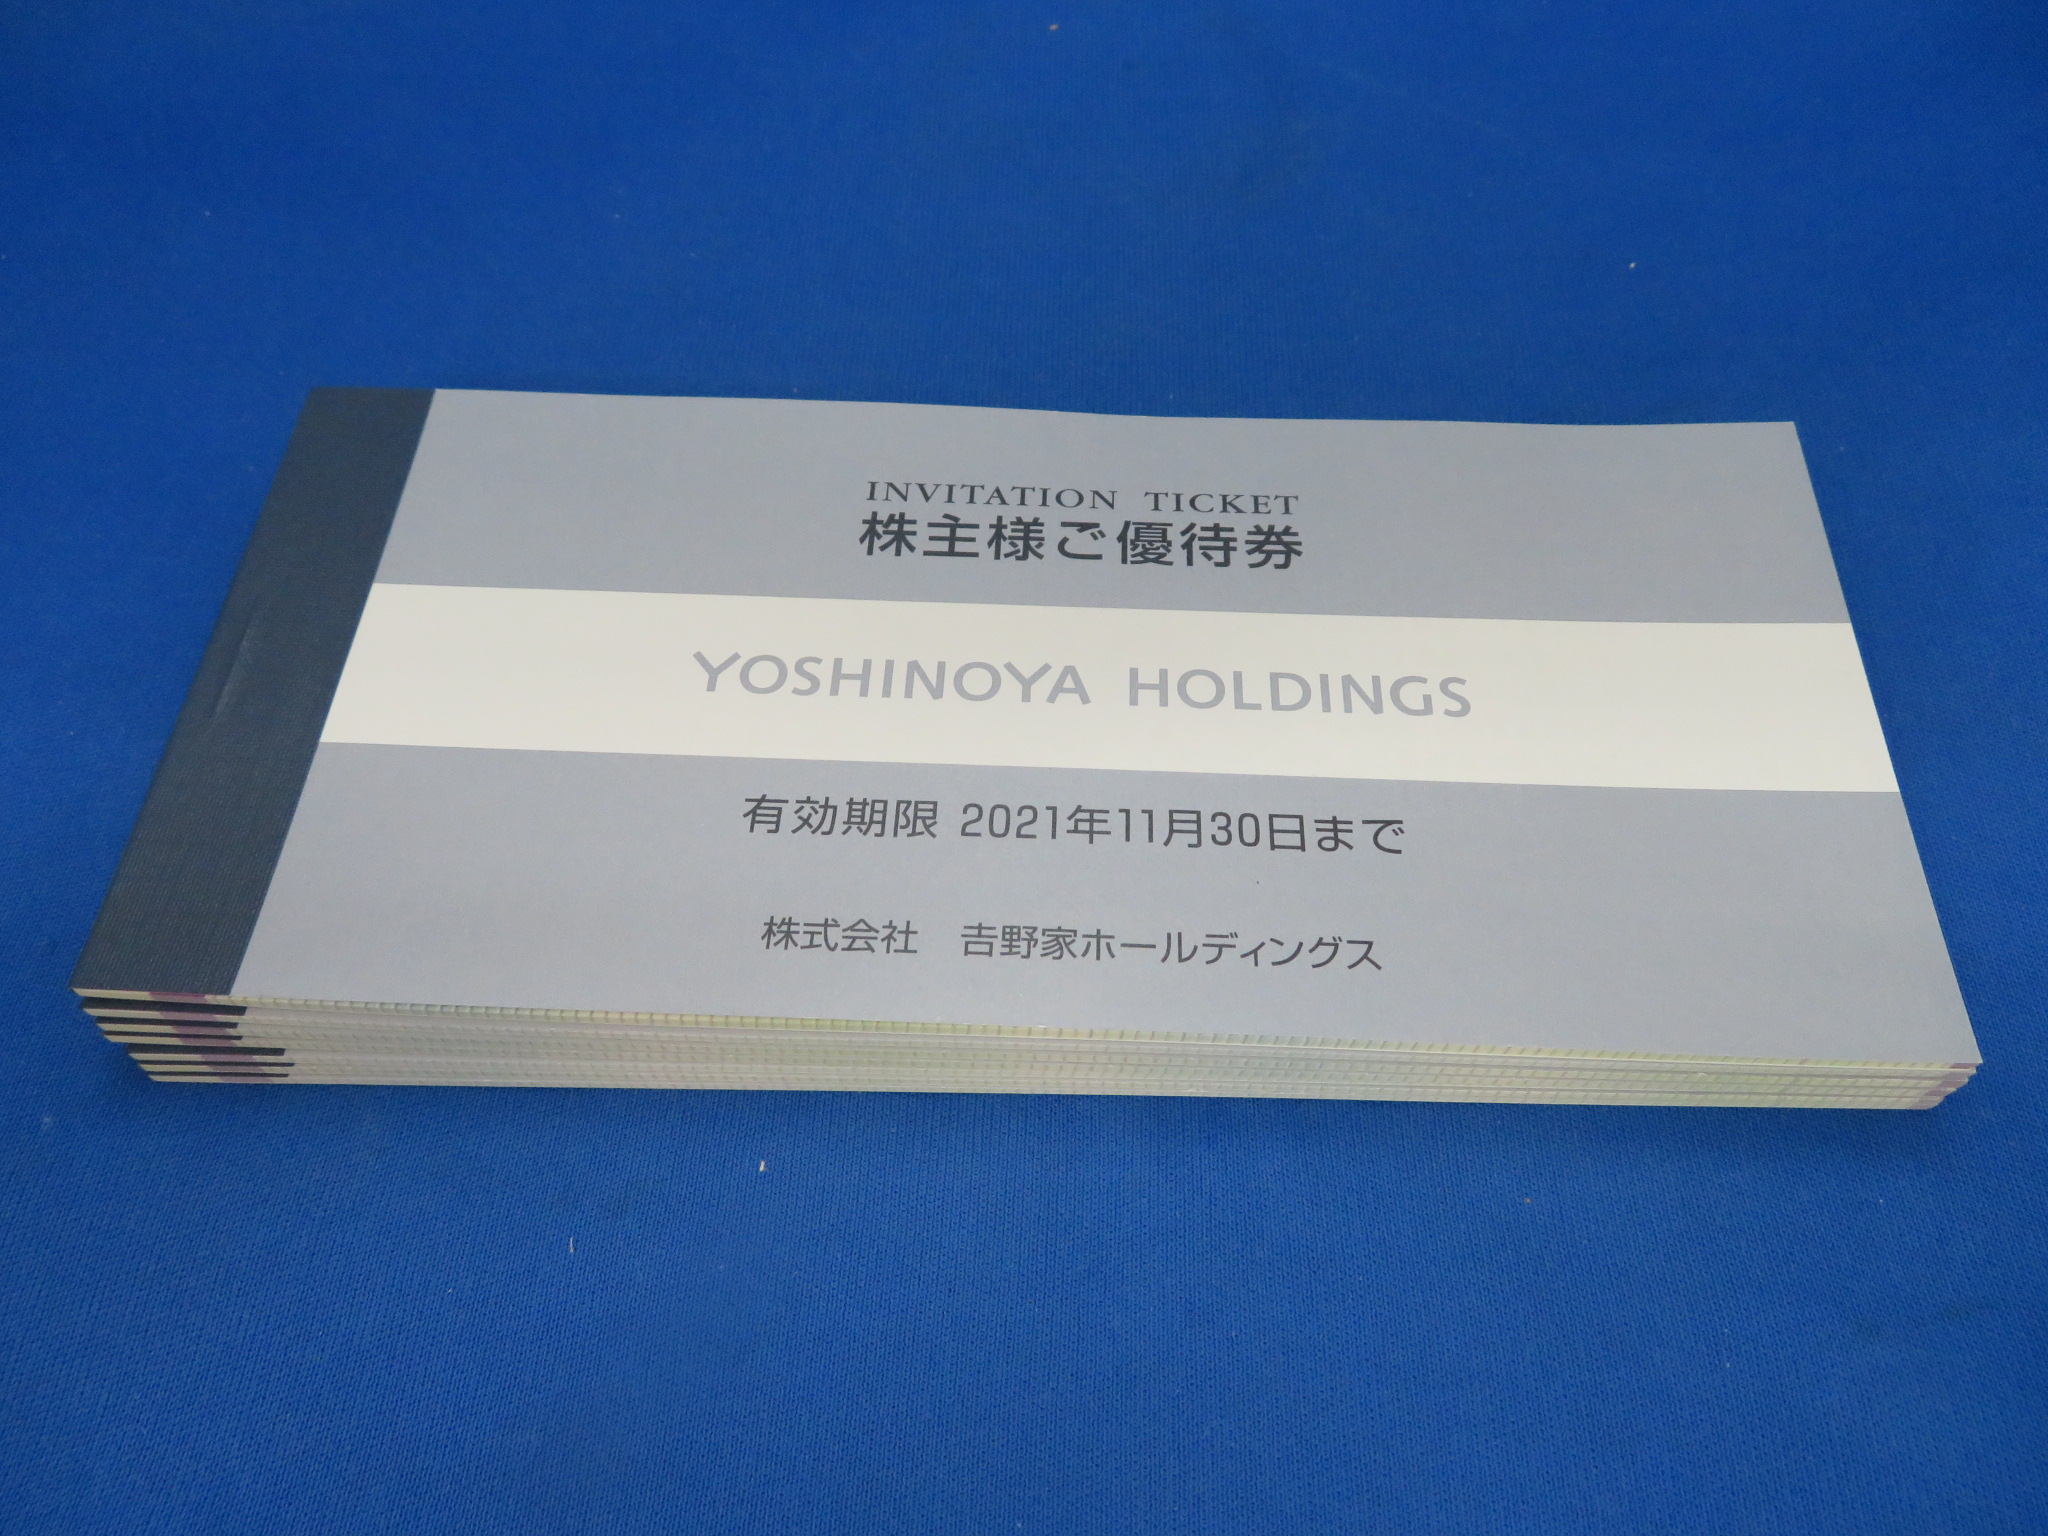 INVITATION TICKET
株主様ご優待券
YOSHINOYA HOLDINGS
有効期限 2021年11月30日まで
株式会社 𠮷野家ホールディングス